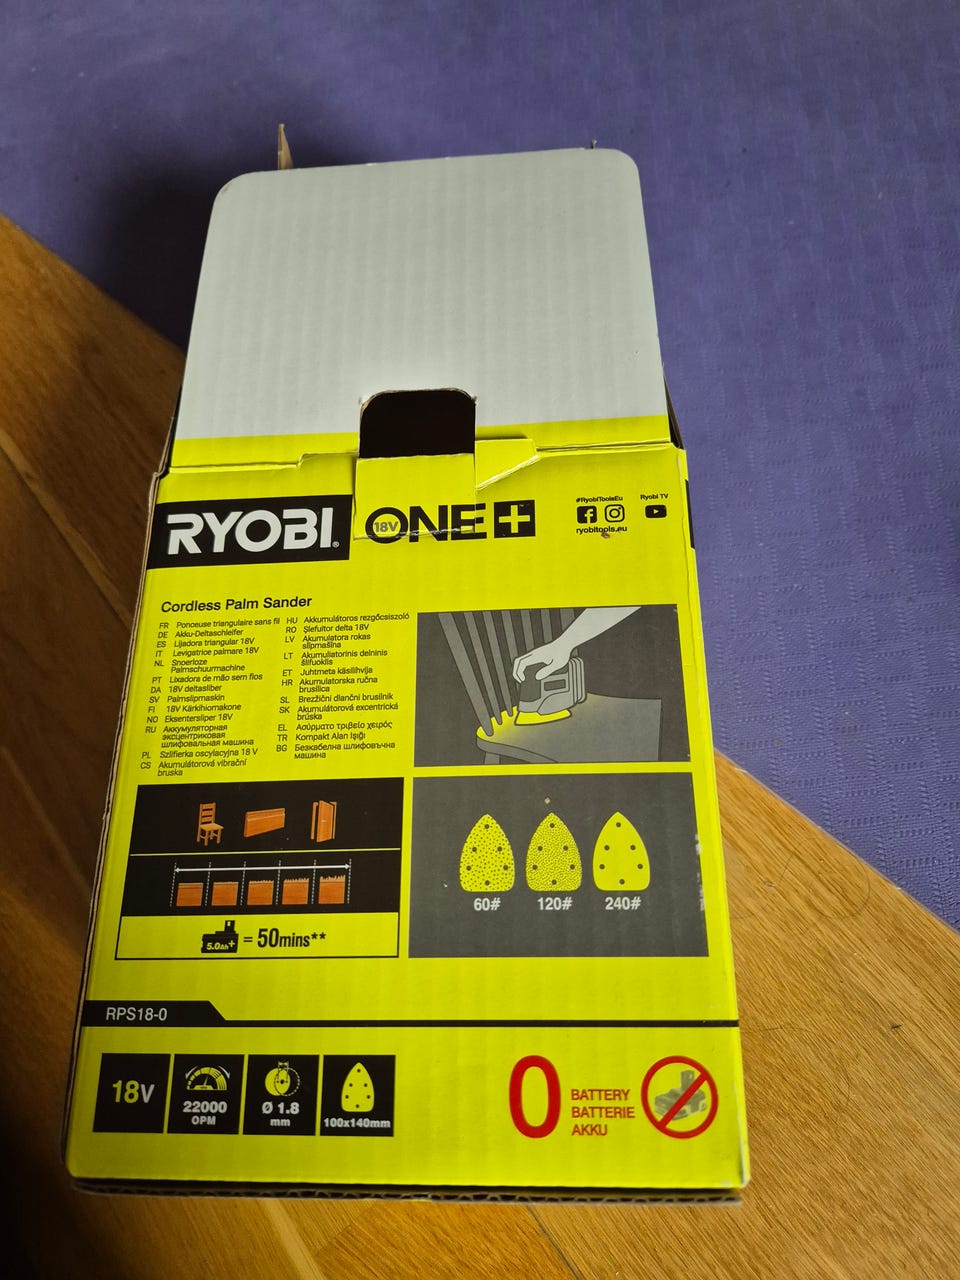 RYOBI
18V ONE+
#RyobiToolsEu
ryobitools.eu
Ryobi TV
Cordless Palm Sander
FR Ponceuse triangulaire sans fil
DE Akku-Deltaschleifer
ES Lijadora triangular 18V
IT Levigatrice palmare 18V
NL Snoerloze
Palmschuurmachine
PT Lixadora de mão sem fios
DA 18V deltasliber
SV Palmslipmaskin
FI 18V Kärkihiomakone
NO Eksentersliper 18V
RU Аккумуляторная
эксцентриковая
шлифовальная машина
PL Szlifierka oscylacyjna 18 V
CS Akumulátorová vibrační
bruska
HU Akkumulátoros rezgőcsiszoló
RO Şlefuitor delta 18V
LV Akumulatora rokas
slīpmašīna
LT Akumuliatorinis delninis
šlifuoklis
ET Juhtmeta käsilihvija
HR Akumulatorska ručna
brusilica
SL Brezžični dlančni brusilnik
SK Akumulátorová excentrická
brúska
EL Ασύρματο τριβείο χειρός
TR Kompakt Alan Işığı
BG Безкабелна шлифовъчна
машина
60# 120# 240#
5.0Ah+ = 50mins**
RPS18-0
18V
22000
OPM
Ø 1.8
mm
100x140mm
0
BATTERY
BATTERIE
AKKU